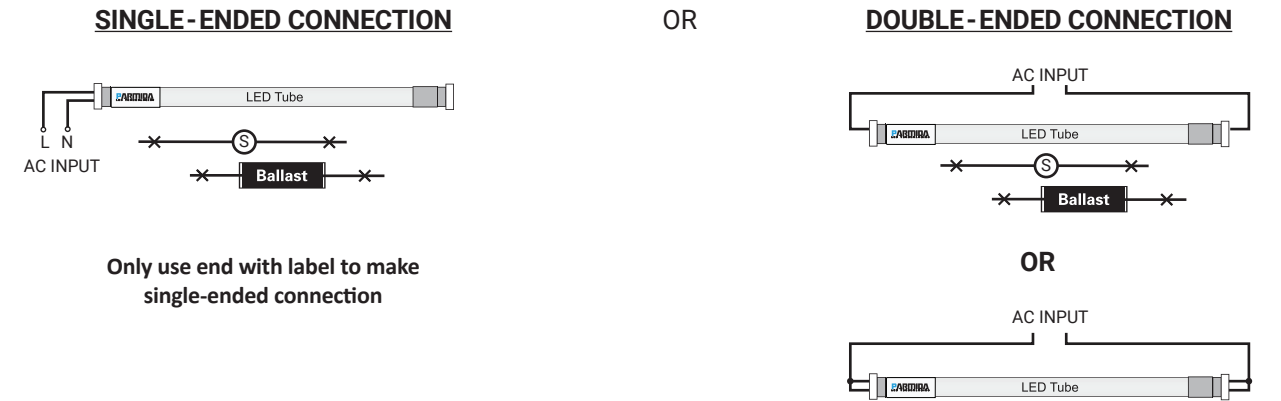 SINGLE-ENDED CONNECTION
OR
DOUBLE-ENDED CONNECTION
LED Tube
L N
AC INPUT
S
Ballast
Only use end with label to make
single-ended connection
AC INPUT
LED Tube
S
Ballast
OR
AC INPUT
LED Tube